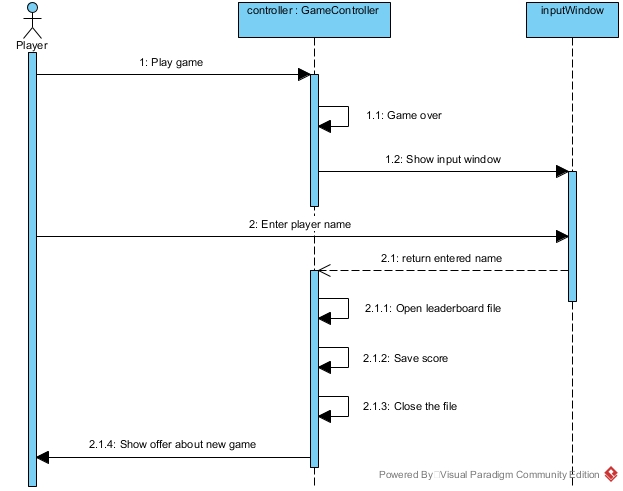 controller : GameController
inputWindow
Player
1: Play game
1.1: Game over
1.2: Show input window
2: Enter player name
2.1: return entered name
2.1.1: Open leaderboard file
2.1.2: Save score
2.1.3: Close the file
2.1.4: Show offer about new game
Powered By Visual Paradigm Community Edition